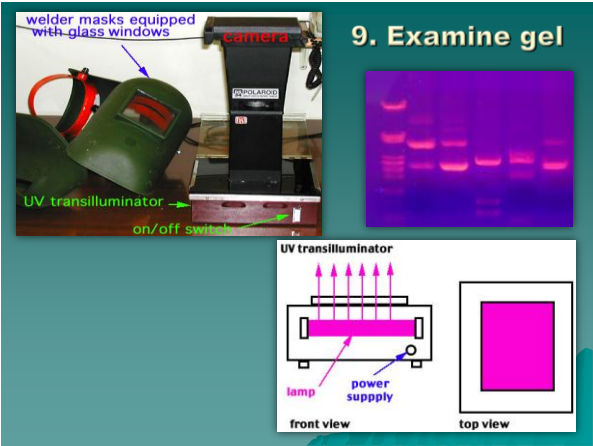 9. Examine gel
welder masks equipped
with glass windows
camera
POLAROID
UV transilluminator
on/off switch
UV transilluminator
lamp
power
suppply
front view
top view